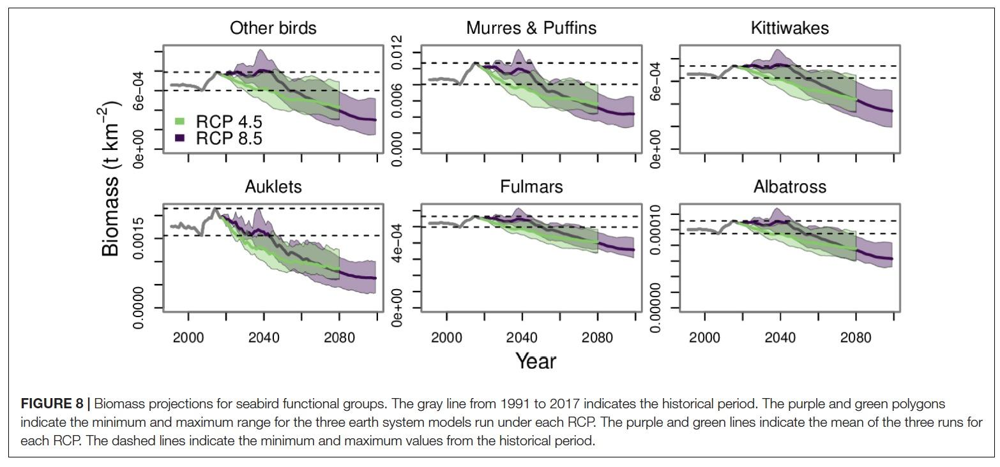 Other birds
Murres & Puffins
Kittiwakes
Biomass (t km−2)
0e+00
6e−04
0.000
0.006
0.012
0e+00
6e−04
RCP 4.5
RCP 8.5
Auklets
Fulmars
Albatross
0.0000
0.0015
0e+00
4e−04
0.00000
0.00010
2000 2040 2080
2000 2040 2080
2000 2040 2080
Year
FIGURE 8 | Biomass projections for seabird functional groups. The gray line from 1991 to 2017 indicates the historical period. The purple and green polygons
indicate the minimum and maximum range for the three earth system models run under each RCP. The purple and green lines indicate the mean of the three runs for
each RCP. The dashed lines indicate the minimum and maximum values from the historical period.